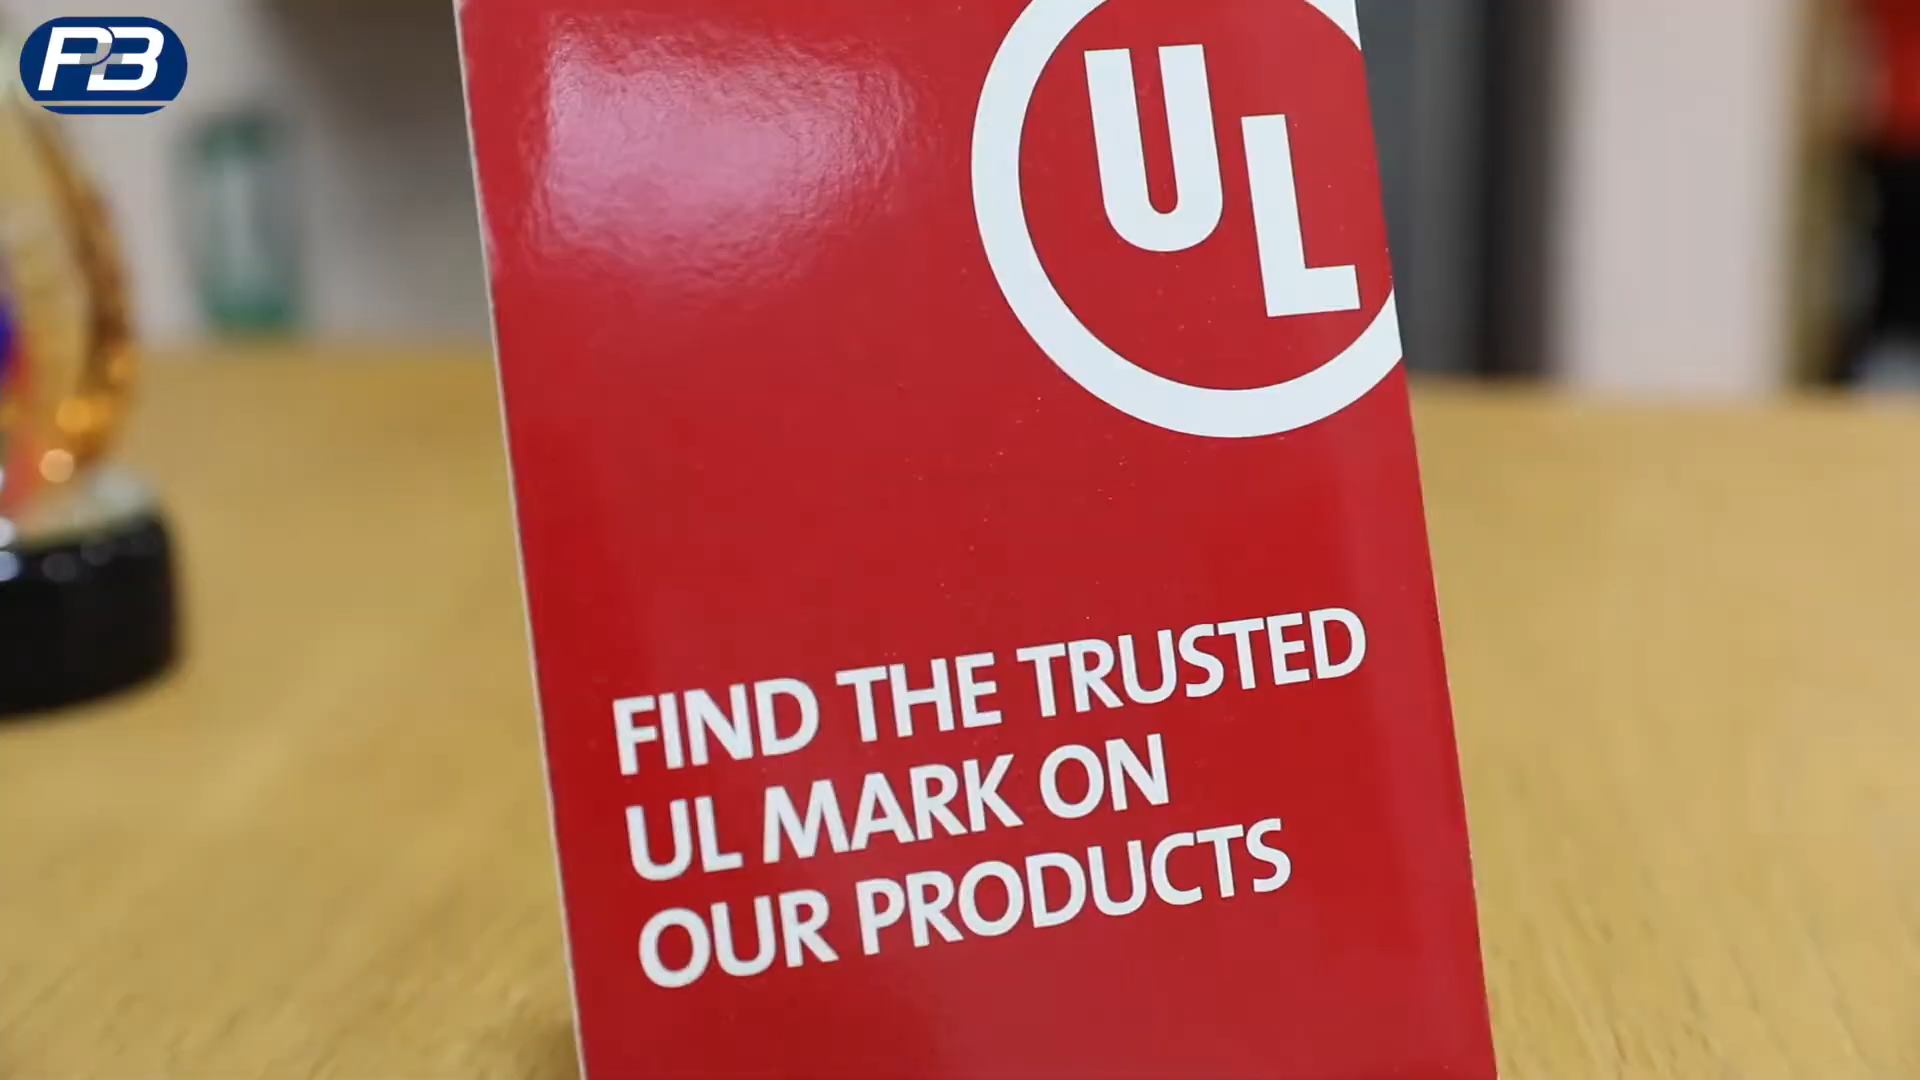 PB
UL
FIND THE TRUSTED
UL MARK ON
OUR PRODUCTS